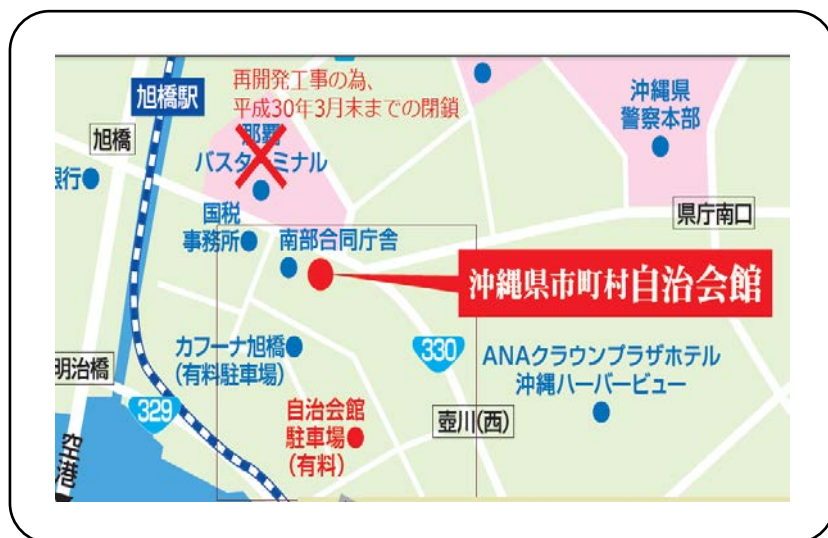 再開発工事の為、
平成30年3月末までの閉鎖
旭橋駅
旭橋
那覇
バスターミナル
沖縄県
警察本部
銀行
国税
事務所
南部合同庁舎
県庁南口
沖縄県市町村自治会館
カフーナ旭橋
(有料駐車場)
330
ANAクラウンプラザホテル
沖縄ハーバービュー
明治橋
329
自治会館
駐車場
(有料)
壺川(西)
空港